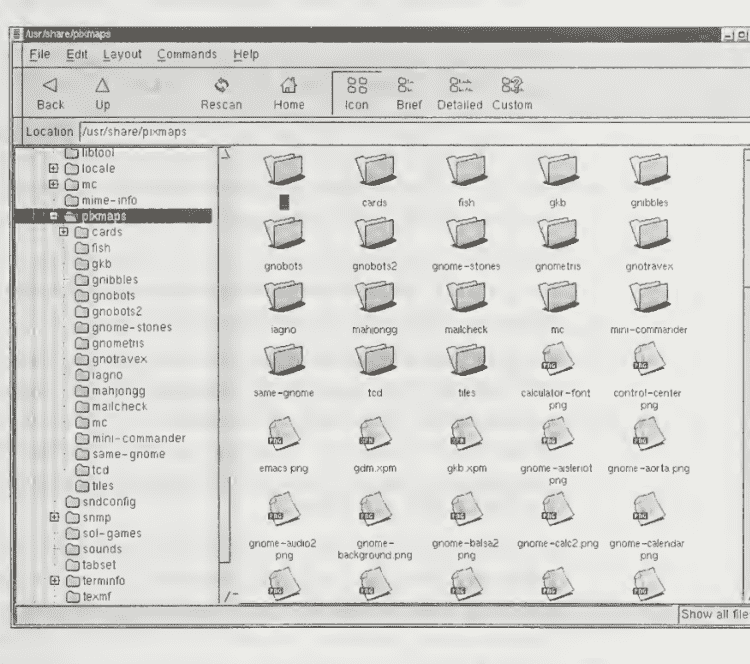 /usr/share/pixmaps
File Edit Layout Commands Help
Back Up Rescan Home Icon Brief Detailed Custom
Location /usr/share/pixmaps
libtool
locale
mc
mime-info
pixmaps
cards
fish
gkb
gnibbles
gnobots
gnobots2
gnome-stones
gnometris
gnotravex
iagno
mahjongg
mailcheck
mc
mini-commander
same-gnome
tcd
tiles
sndconfig
snmp
sol-games
sounds
tabset
terminfo
texmf
cards fish gkb gnibbles
gnobots gnobots2 gnome-stones gnometris gnotravex
iagno mahjongg mailcheck mc mini-commander
same-gnome tcd tiles calculator-font control-center
png png
emacs.png gdm.xpm gkb.xpm gnome-aisleriot gnome-aorta.png
png
gnome-audio2 gnome- gnome-balsa2 gnome-calc2.png gnome-calendar
png background.png png png
Show all file